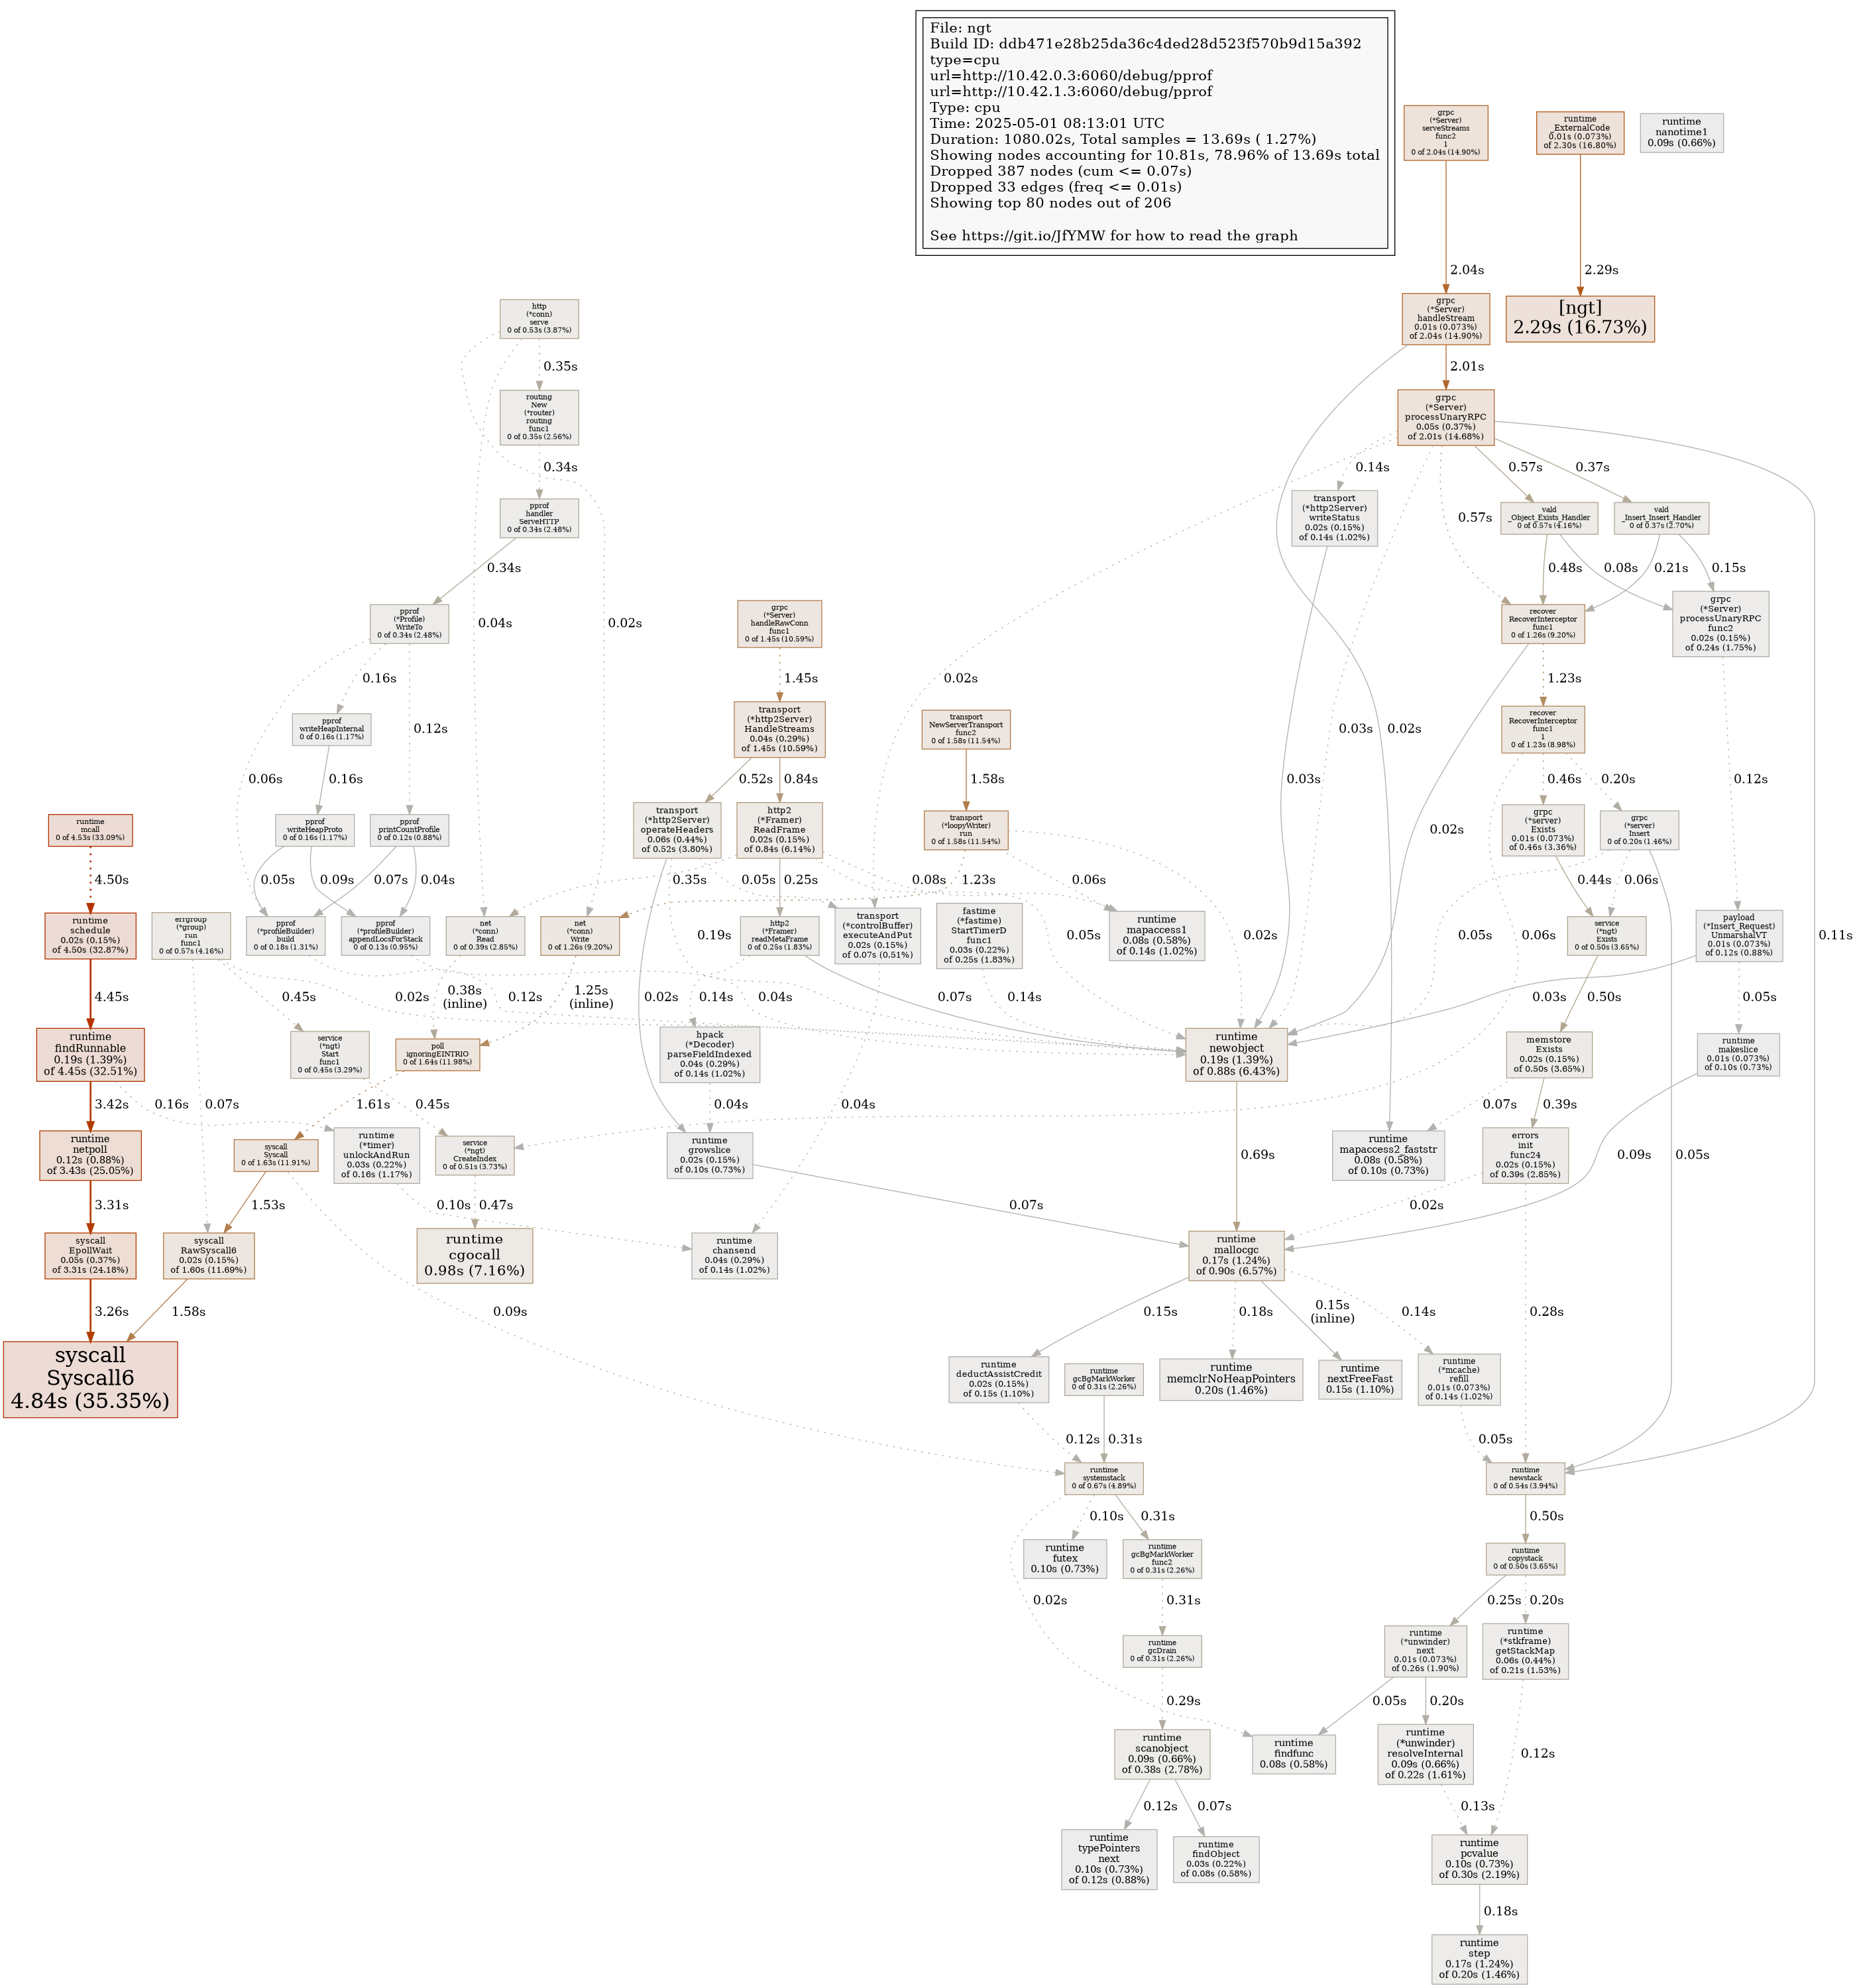 File: ngt
Build ID: ddb471e28b25da36c4ded28d523f570b9d15a392
type=cpu
url=http://10.42.0.3:6060/debug/pprof
url=http://10.42.1.3:6060/debug/pprof
Type: cpu
Time: 2025-05-01 08:13:01 UTC
Duration: 1080.02s, Total samples = 13.69s ( 1.27%)
Showing nodes accounting for 10.81s, 78.96% of 13.69s total
Dropped 387 nodes (cum <= 0.07s)
Dropped 33 edges (freq <= 0.01s)
Showing top 80 nodes out of 206
See https://git.io/JfYMW for how to read the graph
grpc
(*Server)
serveStreams
func2
1
0 of 2.04s (14.90%)
runtime
_ExternalCode
0.01s (0.073%)
of 2.30s (16.80%)
runtime
nanotime1
0.09s (0.66%)
2.04s
2.29s
http
(*conn)
serve
0 of 0.53s (3.87%)
grpc
(*Server)
handleStream
0.01s (0.073%)
of 2.04s (14.90%)
[ngt]
2.29s (16.73%)
0.35s
2.01s
routing
New
(*router)
routing
func1
0 of 0.35s (2.56%)
grpc
(*Server)
processUnaryRPC
0.05s (0.37%)
of 2.01s (14.68%)
0.34s
0.14s
0.57s
0.57s
0.37s
pprof
handler
ServeHTTP
0 of 0.34s (2.48%)
transport
(*http2Server)
writeStatus
0.02s (0.15%)
of 0.14s (1.02%)
vald
_Object_Exists_Handler
0 of 0.57s (4.16%)
vald
_Insert_Insert_Handler
0 of 0.37s (2.70%)
0.34s
0.48s
0.08s
0.21s
0.15s
pprof
(*Profile)
WriteTo
0 of 0.34s (2.48%)
0.04s
0.02s
grpc
(*Server)
handleRawConn
func1
0 of 1.45s (10.59%)
recover
RecoverInterceptor
func1
0 of 1.26s (9.20%)
grpc
(*Server)
processUnaryRPC
func2
0.02s (0.15%)
of 0.24s (1.75%)
0.16s
1.45s
0.02s
1.23s
pprof
writeHeapInternal
0 of 0.16s (1.17%)
0.12s
transport
(*http2Server)
HandleStreams
0.04s (0.29%)
of 1.45s (10.59%)
transport
NewServerTransport
func2
0 of 1.58s (11.54%)
0.03s
0.02s
recover
RecoverInterceptor
func1
1
0 of 1.23s (8.98%)
0.06s
0.16s
0.52s
0.84s
1.58s
0.03s
0.46s
0.20s
0.12s
runtime
mcall
0 of 4.53s (33.09%)
pprof
writeHeapProto
0 of 0.16s (1.17%)
pprof
printCountProfile
0 of 0.12s (0.88%)
transport
(*http2Server)
operateHeaders
0.06s (0.44%)
of 0.52s (3.80%)
http2
(*Framer)
ReadFrame
0.02s (0.15%)
of 0.84s (6.14%)
transport
(*loopyWriter)
run
0 of 1.58s (11.54%)
0.02s
grpc
(*server)
Exists
0.01s (0.073%)
of 0.46s (3.36%)
grpc
(*server)
Insert
0 of 0.20s (1.46%)
4.50s
0.05s
0.09s
0.07s
0.04s
0.35s
0.05s
0.25s
0.08s
1.23s
0.06s
0.44s
0.06s
runtime
schedule
0.02s (0.15%)
of 4.50s (32.87%)
errgroup
(*group)
run
func1
0 of 0.57s (4.16%)
pprof
(*profileBuilder)
build
0 of 0.18s (1.31%)
pprof
(*profileBuilder)
appendLocsForStack
0 of 0.13s (0.95%)
net
(*conn)
Read
0 of 0.39s (2.85%)
net
(*conn)
Write
0 of 1.26s (9.20%)
http2
(*Framer)
readMetaFrame
0 of 0.25s (1.83%)
transport
(*controlBuffer)
executeAndPut
0.02s (0.15%)
of 0.07s (0.51%)
fastime
(*fastime)
StartTimerD
func1
0.03s (0.22%)
of 0.25s (1.83%)
runtime
mapaccess1
0.08s (0.58%)
of 0.14s (1.02%)
service
(*ngt)
Exists
0 of 0.50s (3.65%)
payload
(*Insert_Request)
UnmarshalVT
0.01s (0.073%)
of 0.12s (0.88%)
0.19s
0.05s
0.02s
0.05s
0.06s
0.11s
4.45s
0.45s
0.02s
0.12s
0.38s
(inline)
1.25s
(inline)
0.02s
0.14s
0.04s
0.07s
0.14s
0.50s
0.03s
0.05s
runtime
findRunnable
0.19s (1.39%)
of 4.45s (32.51%)
service
(*ngt)
Start
func1
0 of 0.45s (3.29%)
poll
ignoringEINTRIO
0 of 1.64s (11.98%)
hpack
(*Decoder)
parseFieldIndexed
0.04s (0.29%)
of 0.14s (1.02%)
runtime
newobject
0.19s (1.39%)
of 0.88s (6.43%)
memstore
Exists
0.02s (0.15%)
of 0.50s (3.65%)
runtime
makeslice
0.01s (0.073%)
of 0.10s (0.73%)
3.42s
0.16s
0.07s
1.61s
0.45s
0.04s
0.04s
0.07s
0.39s
runtime
netpoll
0.12s (0.88%)
of 3.43s (25.05%)
syscall
Syscall
0 of 1.63s (11.91%)
runtime
(*timer)
unlockAndRun
0.03s (0.22%)
of 0.16s (1.17%)
service
(*ngt)
CreateIndex
0 of 0.51s (3.73%)
runtime
growslice
0.02s (0.15%)
of 0.10s (0.73%)
0.69s
runtime
mapaccess2_faststr
0.08s (0.58%)
of 0.10s (0.73%)
errors
init
func24
0.02s (0.15%)
of 0.39s (2.85%)
0.09s
0.05s
3.31s
1.53s
0.10s
0.47s
0.07s
0.02s
syscall
EpollWait
0.05s (0.37%)
of 3.31s (24.18%)
syscall
RawSyscall6
0.02s (0.15%)
of 1.60s (11.69%)
runtime
cgocall
0.98s (7.16%)
runtime
chansend
0.04s (0.29%)
of 0.14s (1.02%)
runtime
mallocgc
0.17s (1.24%)
of 0.90s (6.57%)
3.26s
1.58s
0.09s
0.15s
0.18s
0.15s
(inline)
0.14s
0.28s
syscall
Syscall6
4.84s (35.35%)
runtime
deductAssistCredit
0.02s (0.15%)
of 0.15s (1.10%)
runtime
gcBgMarkWorker
0 of 0.31s (2.26%)
runtime
memclrNoHeapPointers
0.20s (1.46%)
runtime
nextFreeFast
0.15s (1.10%)
runtime
(*mcache)
refill
0.01s (0.073%)
of 0.14s (1.02%)
0.12s
0.31s
0.05s
runtime
systemstack
0 of 0.67s (4.89%)
runtime
newstack
0 of 0.54s (3.94%)
0.10s
0.31s
0.50s
runtime
futex
0.10s (0.73%)
runtime
gcBgMarkWorker
func2
0 of 0.31s (2.26%)
runtime
copystack
0 of 0.50s (3.65%)
0.02s
0.31s
0.25s
0.20s
runtime
gcDrain
0 of 0.31s (2.26%)
runtime
(*unwinder)
next
0.01s (0.073%)
of 0.26s (1.90%)
runtime
(*stkframe)
getStackMap
0.06s (0.44%)
of 0.21s (1.53%)
0.29s
0.05s
0.20s
runtime
scanobject
0.09s (0.66%)
of 0.38s (2.78%)
runtime
findfunc
0.08s (0.58%)
runtime
(*unwinder)
resolveInternal
0.09s (0.66%)
of 0.22s (1.61%)
0.12s
0.12s
0.07s
0.13s
runtime
typePointers
next
0.10s (0.73%)
of 0.12s (0.88%)
runtime
findObject
0.03s (0.22%)
of 0.08s (0.58%)
runtime
pcvalue
0.10s (0.73%)
of 0.30s (2.19%)
0.18s
runtime
step
0.17s (1.24%)
of 0.20s (1.46%)